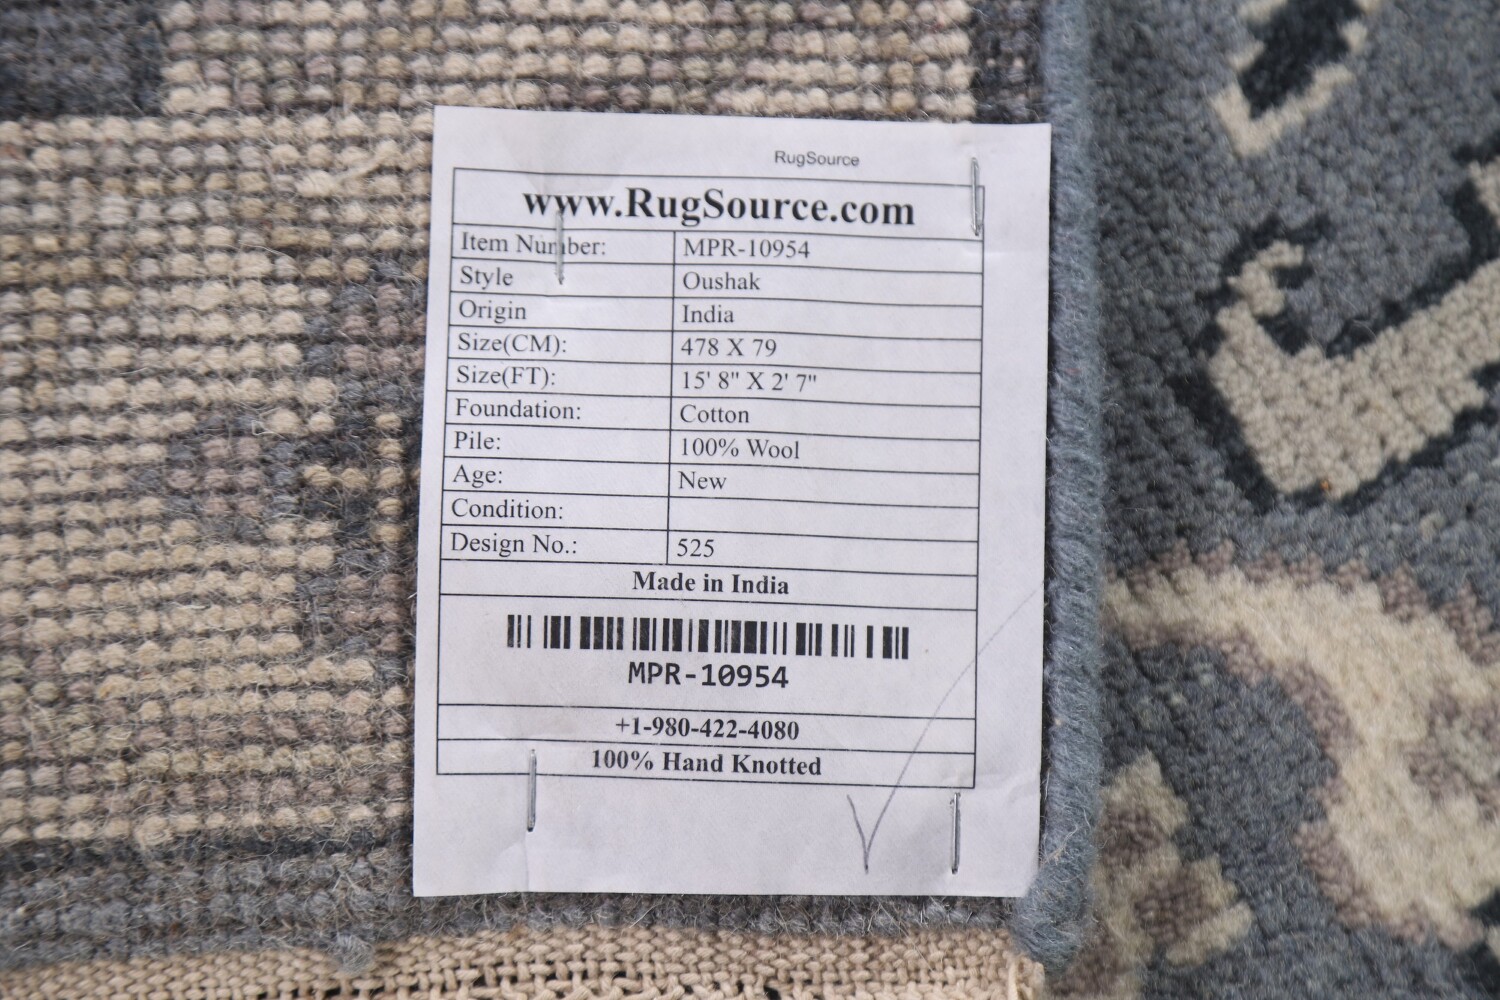 RugSource
www.RugSource.com
Item Number: MPR-10954
Style Oushak
Origin India
Size(CM): 478 X 79
Size(FT): 15' 8" X 2' 7"
Foundation: Cotton
Pile: 100% Wool
Age: New
Condition:
Design No.: 525
Made in India
MPR-10954
+1-980-422-4080
100% Hand Knotted